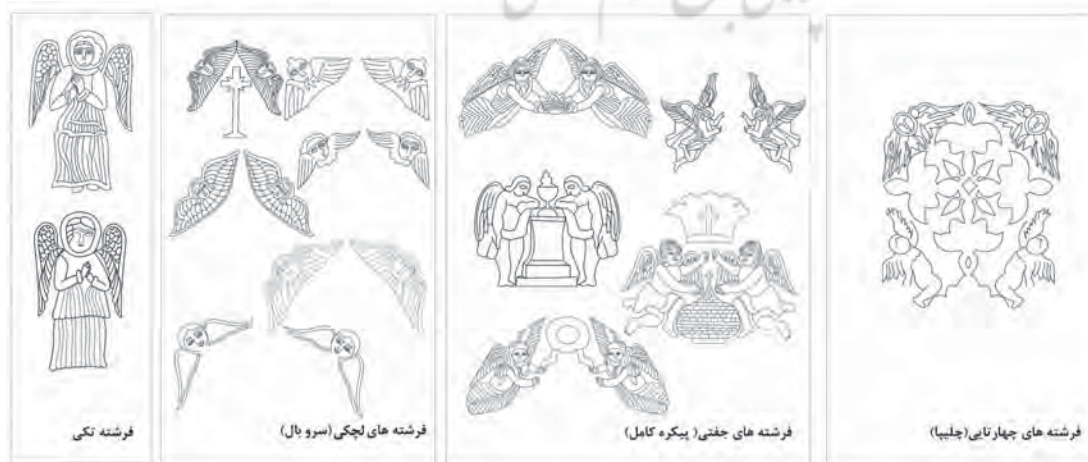 فرشته های چهارتایی(چلیپا)
فرشته های جفتی( پیکره کامل)
فرشته های لچکی(سرو بال)
فرشته تکی